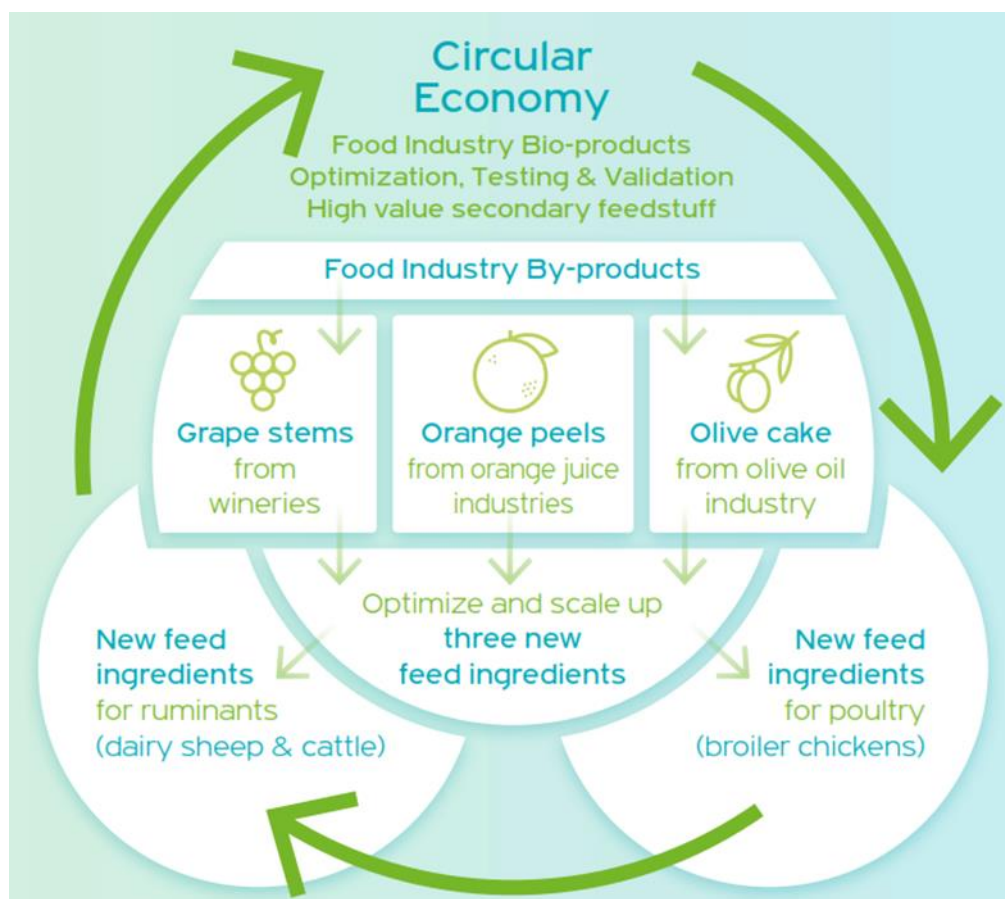 Circular
Economy
Food Industry Bio-products
Optimization, Testing & Validation
High value secondary feedstuff
Food Industry By-products
Grape stems
from
wineries
Orange peels
from orange juice
industries
Olive cake
from olive oil
industry
Optimize and scale up
three new
feed ingredients
New feed
ingredients
for ruminants
(dairy sheep & cattle)
New feed
ingredients
for poultry
(broiler chickens)